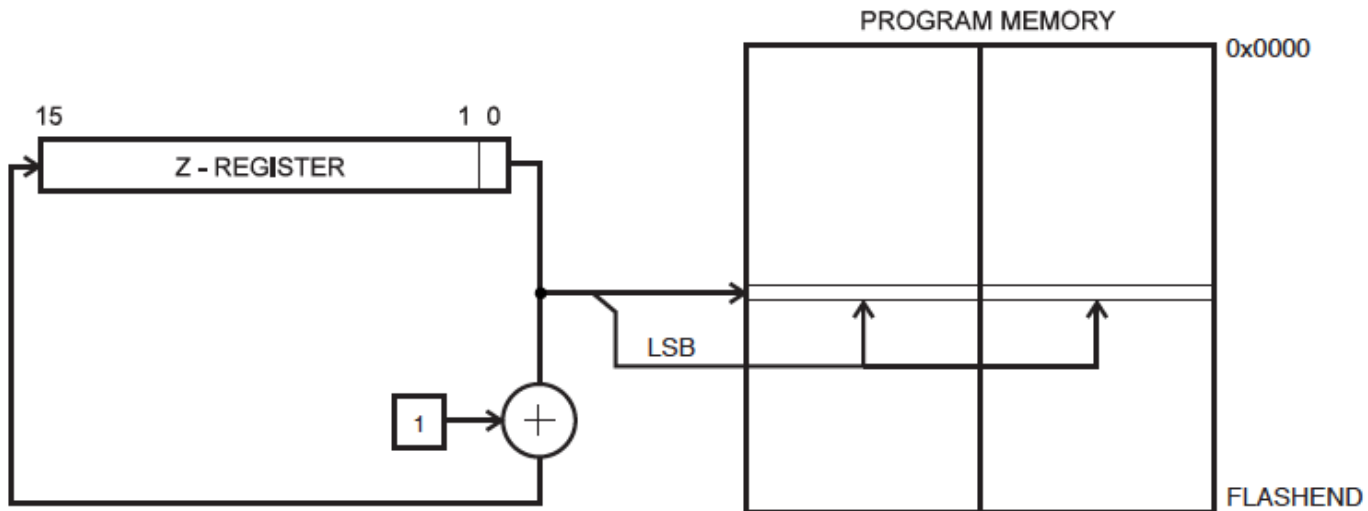 PROGRAM MEMORY
0x0000
15 1 0
Z - REGISTER
LSB
1
FLASHEND